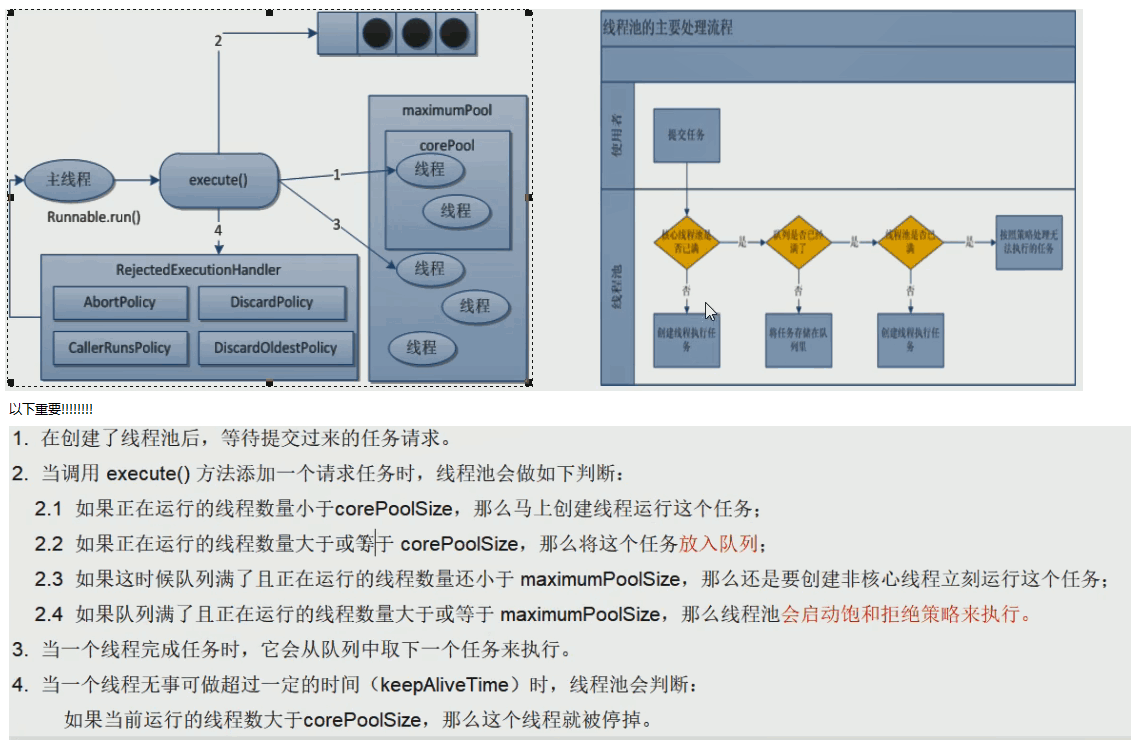 2
maximumPool
corePool
线程
线程
1
主线程
execute()
Runnable.run()
3
4
线程
线程
线程
RejectedExecutionHandler
AbortPolicy
DiscardPolicy
CallerRunsPolicy
DiscardOldestPolicy
线程池的主要处理流程
使用者
提交任务
线程池
核心线程池是
否已满
是
队列是否已经
满了
是
线程池是否已
满
是
按照策略处理无
法执行的任务
否
否
否
创建线程执行任
务
将任务存储在队
列里
创建线程执行任
务
以下重要!!!!!!!!
1. 在创建了线程池后，等待提交过来的任务请求。
2. 当调用 execute() 方法添加一个请求任务时，线程池会做如下判断：
2.1 如果正在运行的线程数量小于corePoolSize，那么马上创建线程运行这个任务；
2.2 如果正在运行的线程数量大于或等于 corePoolSize，那么将这个任务放入队列；
2.3 如果这时候队列满了且正在运行的线程数量还小于 maximumPoolSize，那么还是要创建非核心线程立刻运行这个任务；
2.4 如果队列满了且正在运行的线程数量大于或等于 maximumPoolSize，那么线程池会启动饱和拒绝策略来执行。
3. 当一个线程完成任务时，它会从队列中取下一个任务来执行。
4. 当一个线程无事可做超过一定的时间（keepAliveTime）时，线程池会判断：
如果当前运行的线程数大于corePoolSize，那么这个线程就被停掉。